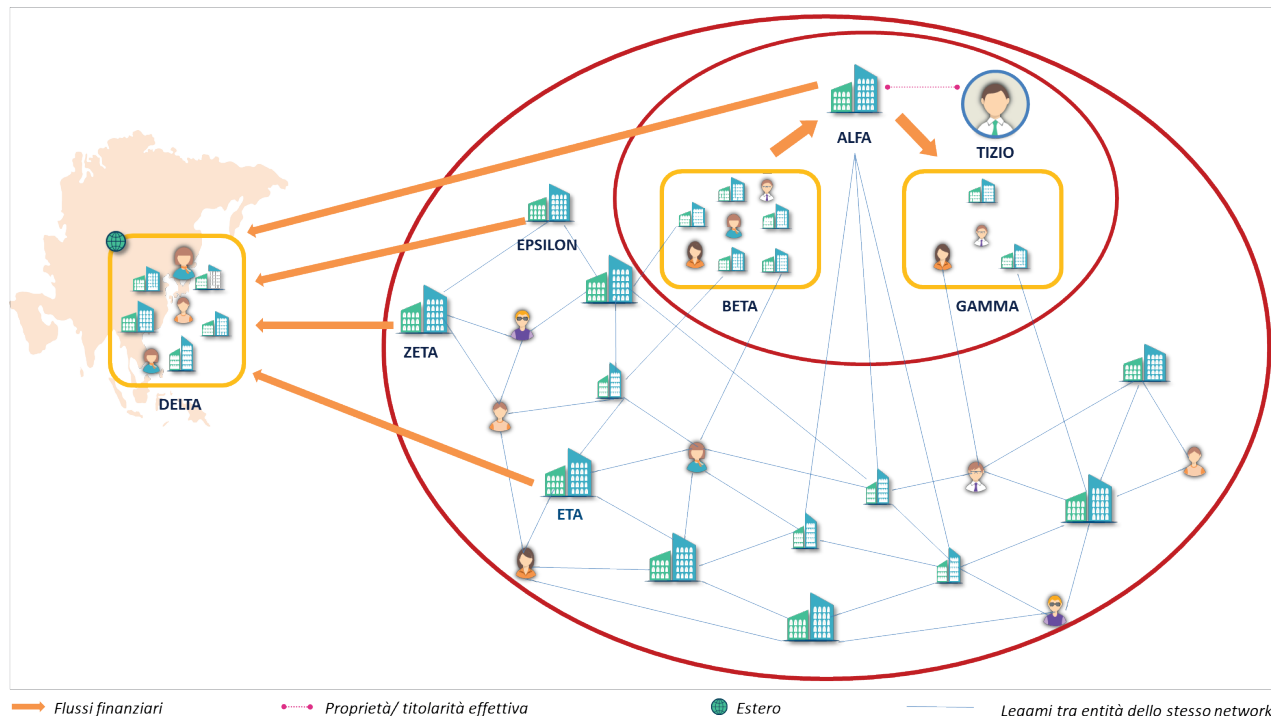 ALFA
TIZIO
EPSILON
BETA
GAMMA
ZETA
DELTA
ETA
Flussi finanziari
Proprietà/ titolarità effettiva
Estero
Legami tra entità dello stesso network